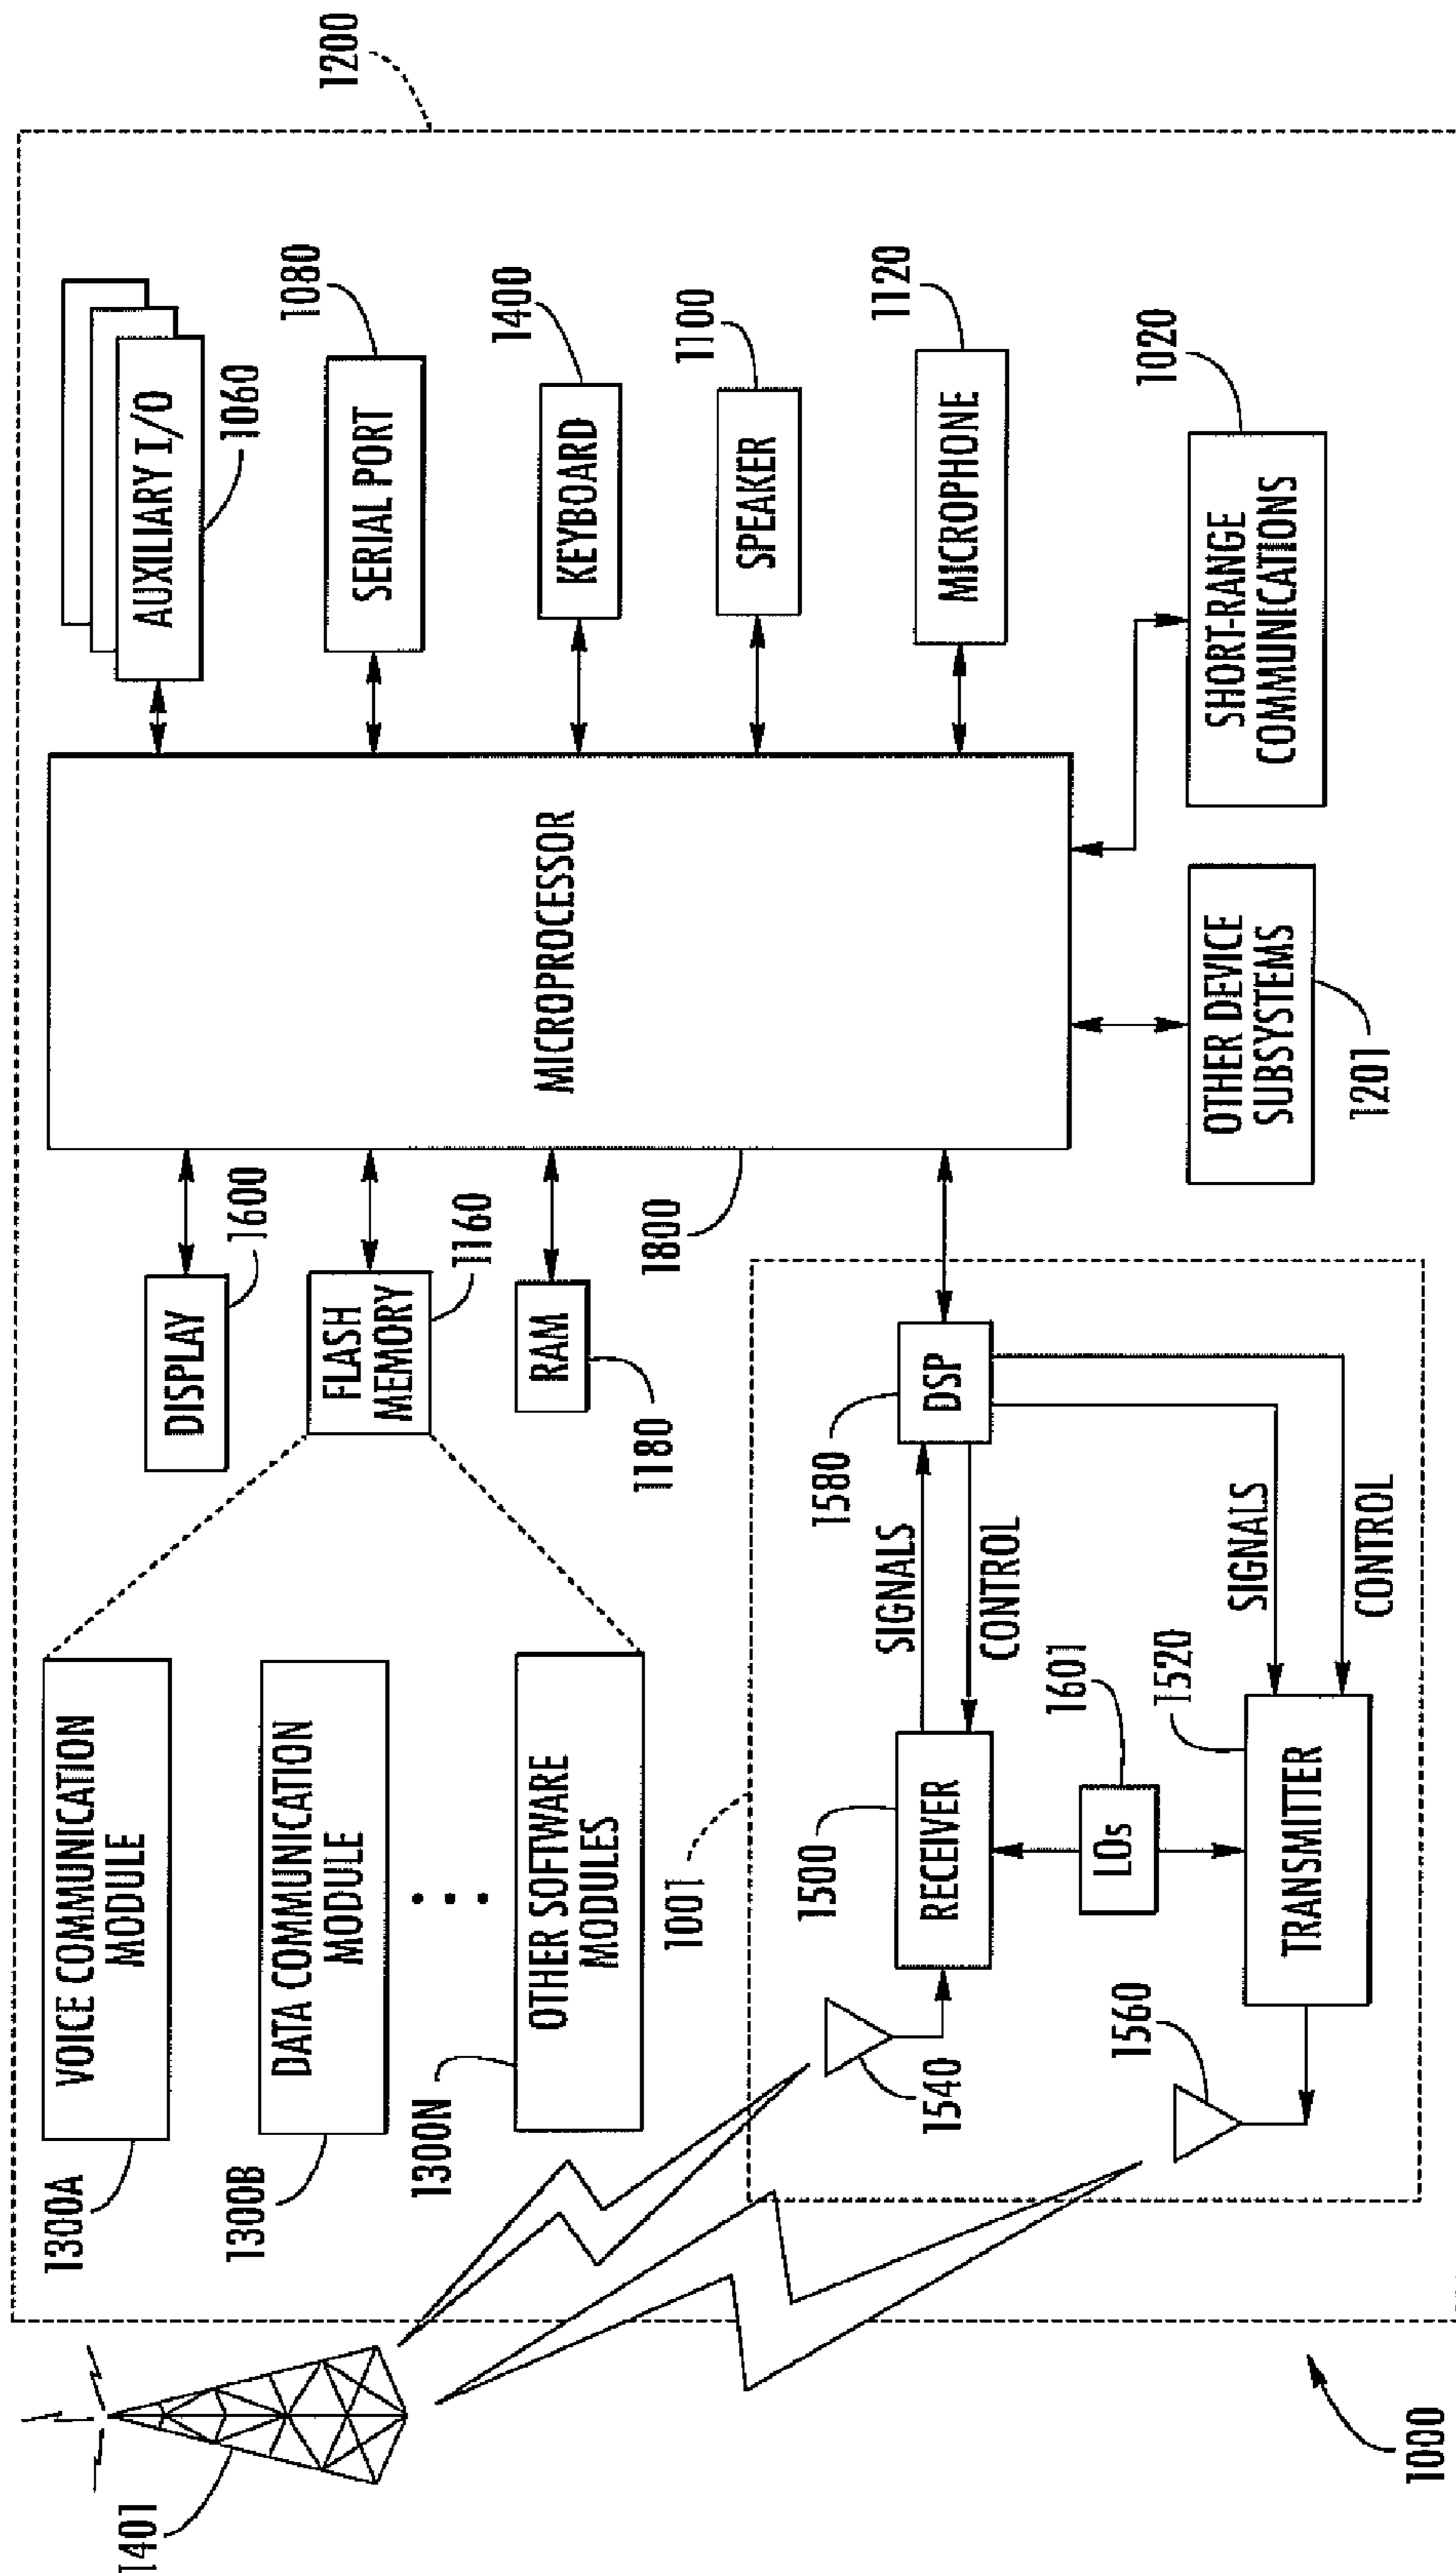 1200
AUXILIARY I/O
1060
SERIAL PORT
1080
KEYBOARD
1400
SPEAKER
1100
MICROPHONE
1120
SHORT-RANGE
COMMUNICATIONS
1020
MICROPROCESSOR
1800
OTHER DEVICE
SUBSYSTEMS
1201
DISPLAY
1600
FLASH
MEMORY
1160
RAM
1180
VOICE COMMUNICATION
MODULE
1300A
DATA COMMUNICATION
MODULE
1300B
OTHER SOFTWARE
MODULES
1300N
1001
DSP
1580
SIGNALS
CONTROL
SIGNALS
CONTROL
RECEIVER
1500
LOs
1601
TRANSMITTER
1520
1540
1560
1401
1000